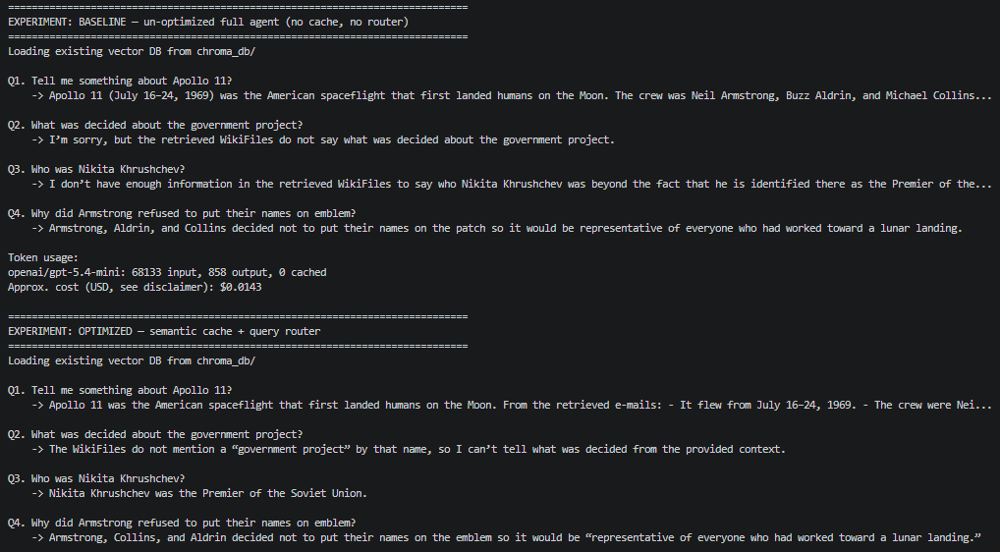 ==============================================================================
EXPERIMENT: BASELINE — un-optimized full agent (no cache, no router)
==============================================================================
Loading existing vector DB from chroma_db/
Q1. Tell me something about Apollo 11?
-> Apollo 11 (July 16–24, 1969) was the American spaceflight that first landed humans on the Moon. The crew was Neil Armstrong, Buzz Aldrin, and Michael Collins...
Q2. What was decided about the government project?
-> I’m sorry, but the retrieved WikiFiles do not say what was decided about the government project.
Q3. Who was Nikita Khrushchev?
-> I don’t have enough information in the retrieved WikiFiles to say who Nikita Khrushchev was beyond the fact that he is identified there as the Premier of the...
Q4. Why did Armstrong refused to put their names on emblem?
-> Armstrong, Aldrin, and Collins decided not to put their names on the patch so it would be representative of everyone who had worked toward a lunar landing.
Token usage:
openai/gpt-5.4-mini: 68133 input, 858 output, 0 cached
Approx. cost (USD, see disclaimer): $0.0143
==============================================================================
EXPERIMENT: OPTIMIZED — semantic cache + query router
==============================================================================
Loading existing vector DB from chroma_db/
Q1. Tell me something about Apollo 11?
-> Apollo 11 was the American spaceflight that first landed humans on the Moon. From the retrieved e-mails: - It flew from July 16–24, 1969. - The crew were Nei...
Q2. What was decided about the government project?
-> The WikiFiles do not mention a “government project” by that name, so I can’t tell what was decided from the provided context.
Q3. Who was Nikita Khrushchev?
-> Nikita Khrushchev was the Premier of the Soviet Union.
Q4. Why did Armstrong refused to put their names on emblem?
-> Armstrong, Collins, and Aldrin decided not to put their names on the emblem so it would be “representative of everyone who had worked toward a lunar landing.”